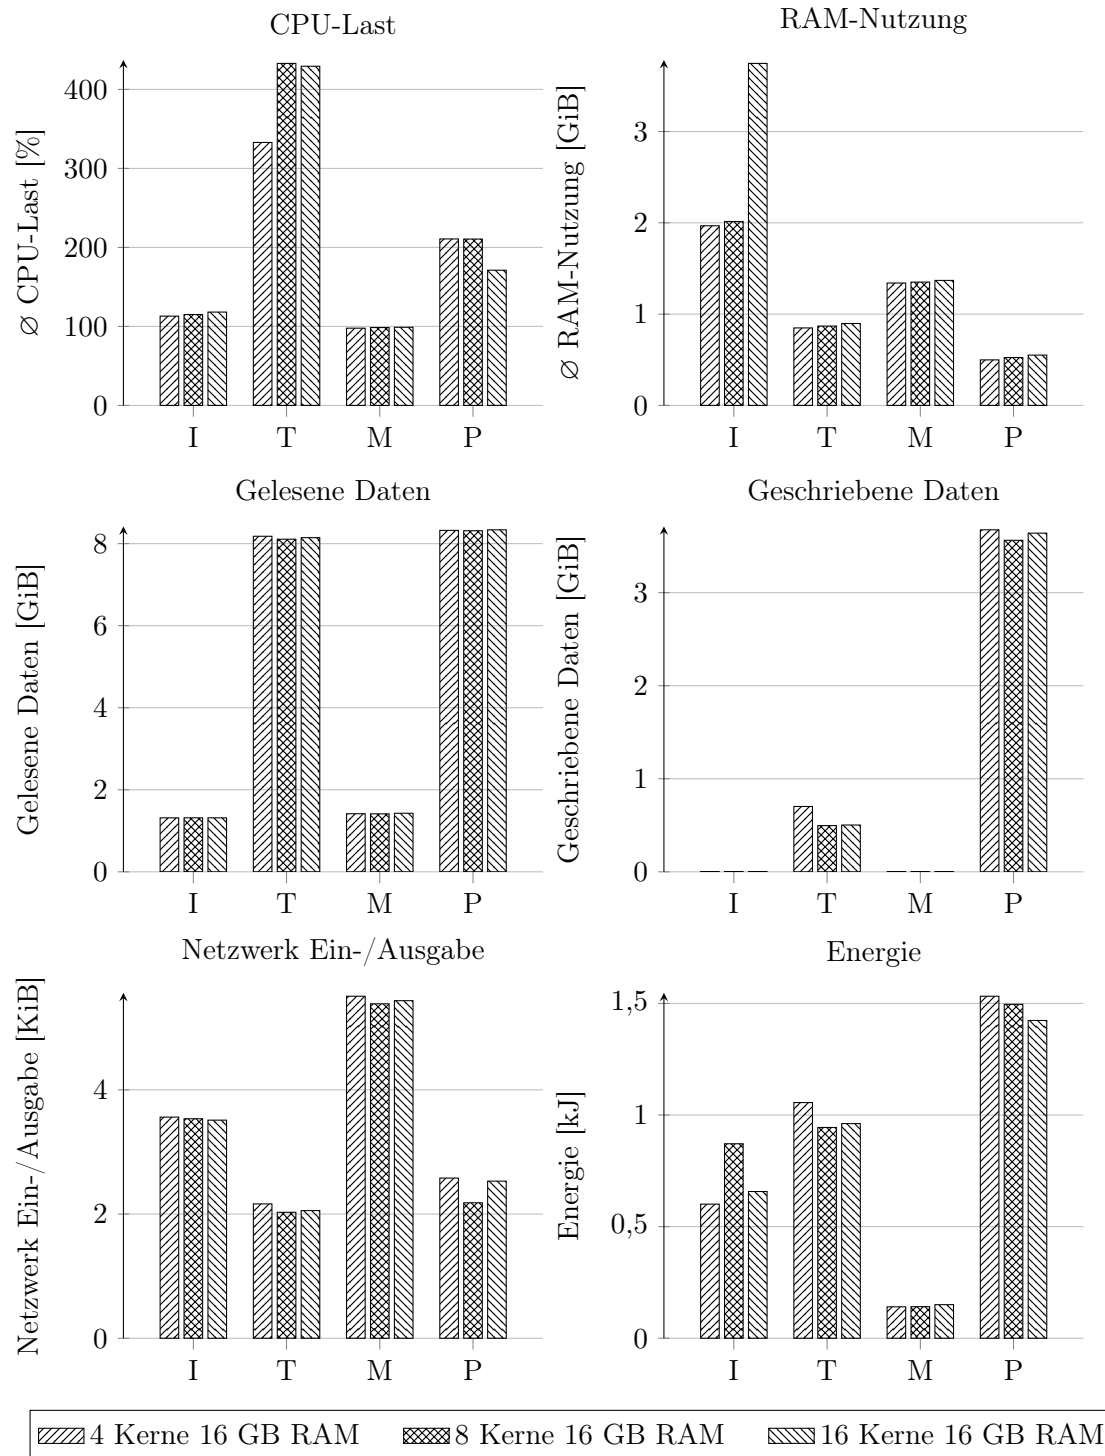 CPU-Last
Ø CPU-Last [%]
400
300
200
100
0
I T M P
RAM-Nutzung
Ø RAM-Nutzung [GiB]
3
2
1
0
I T M P
Gelesene Daten
Gelesene Daten [GiB]
8
6
4
2
0
I T M P
Geschriebene Daten
Geschriebene Daten [GiB]
3
2
1
0
I T M P
Netzwerk Ein-/Ausgabe
Netzwerk Ein-/Ausgabe [KiB]
4
2
0
I T M P
Energie
Energie [kJ]
1,5
1
0,5
0
I T M P
4 Kerne 16 GB RAM 8 Kerne 16 GB RAM 16 Kerne 16 GB RAM